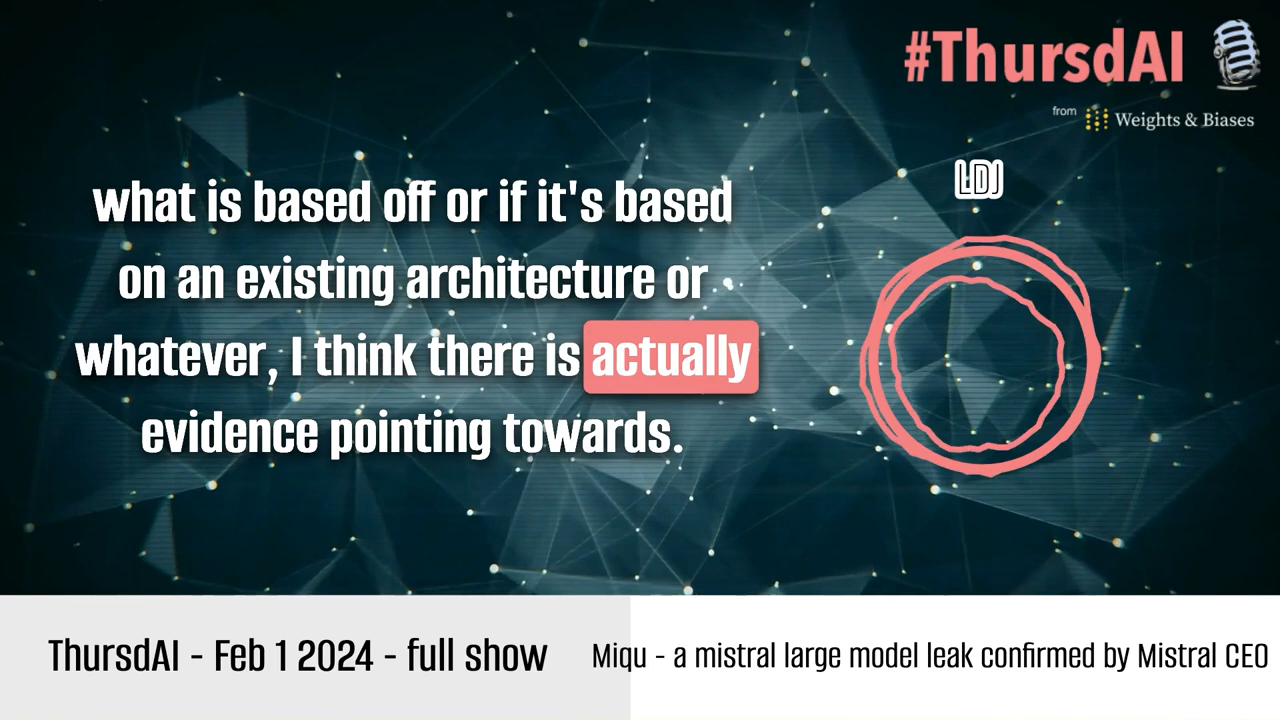 #ThursdAI
from Weights & Biases
LDJ
what is based off or if it's based
on an existing architecture or
whatever, I think there is actually
evidence pointing towards.
ThursdAI - Feb 1 2024 - full show
Miqu - a mistral large model leak confirmed by Mistral CEO